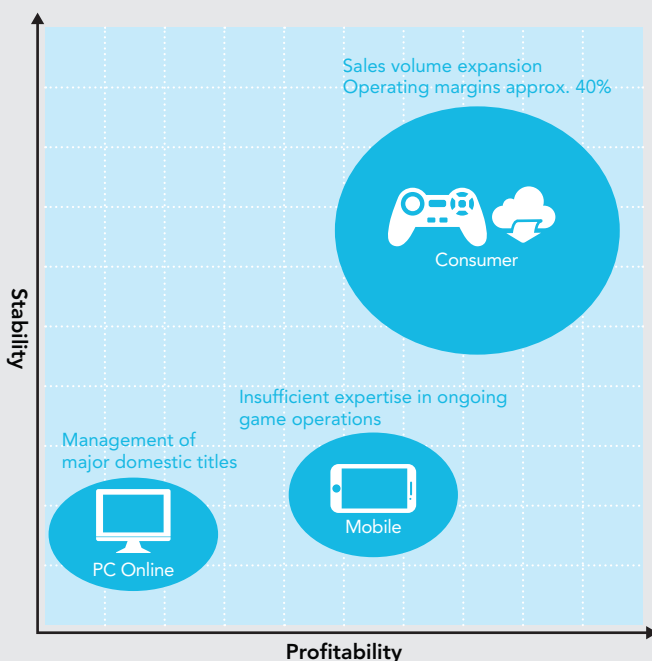 Sales volume expansion
Operating margins approx. 40%
Consumer
Stability
Insufficient expertise in ongoing
game operations
Management of
major domestic titles
Mobile
PC Online
Profitability